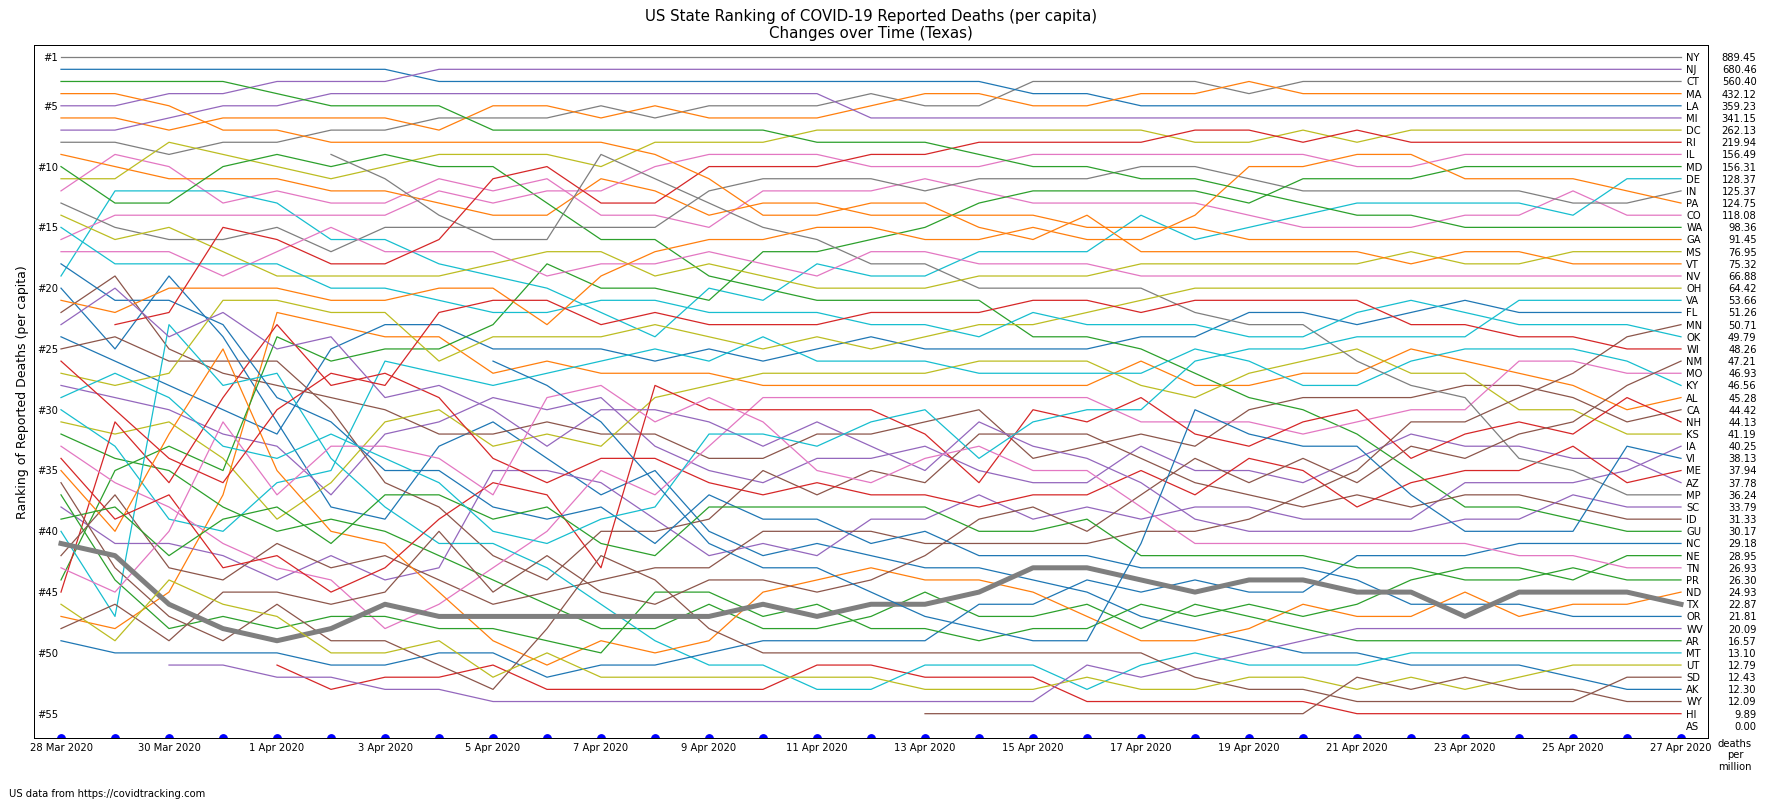 US State Ranking of COVID-19 Reported Deaths (per capita)
Changes over Time (Texas)
Ranking of Reported Deaths (per capita)
#1
#5
#10
#15
#20
#25
#30
#35
#40
#45
#50
#55
NY 889.45
NJ 680.46
CT 560.40
MA 432.12
LA 359.23
MI 341.15
DC 262.13
RI 219.94
IL 156.49
MD 156.31
DE 128.37
IN 125.37
PA 124.75
CO 118.08
WA 98.36
GA 91.45
MS 76.95
VT 75.32
NV 66.88
OH 64.42
VA 53.66
FL 51.26
MN 50.71
OK 49.79
WI 48.26
NM 47.21
MO 46.93
KY 46.56
AL 45.28
CA 44.42
NH 44.13
KS 41.19
IA 40.25
VI 38.13
ME 37.94
AZ 37.78
MP 36.24
SC 33.79
ID 31.33
GU 30.17
NC 29.18
NE 28.95
TN 26.93
PR 26.30
ND 24.93
TX 22.87
OR 21.81
WV 20.09
AR 16.57
MT 13.10
UT 12.79
SD 12.43
AK 12.30
WY 12.09
HI 9.89
AS 0.00
28 Mar 2020 30 Mar 2020 1 Apr 2020 3 Apr 2020 5 Apr 2020 7 Apr 2020 9 Apr 2020 11 Apr 2020 13 Apr 2020 15 Apr 2020 17 Apr 2020 19 Apr 2020 21 Apr 2020 23 Apr 2020 25 Apr 2020 27 Apr 2020
deaths
per
million
US data from https://covidtracking.com